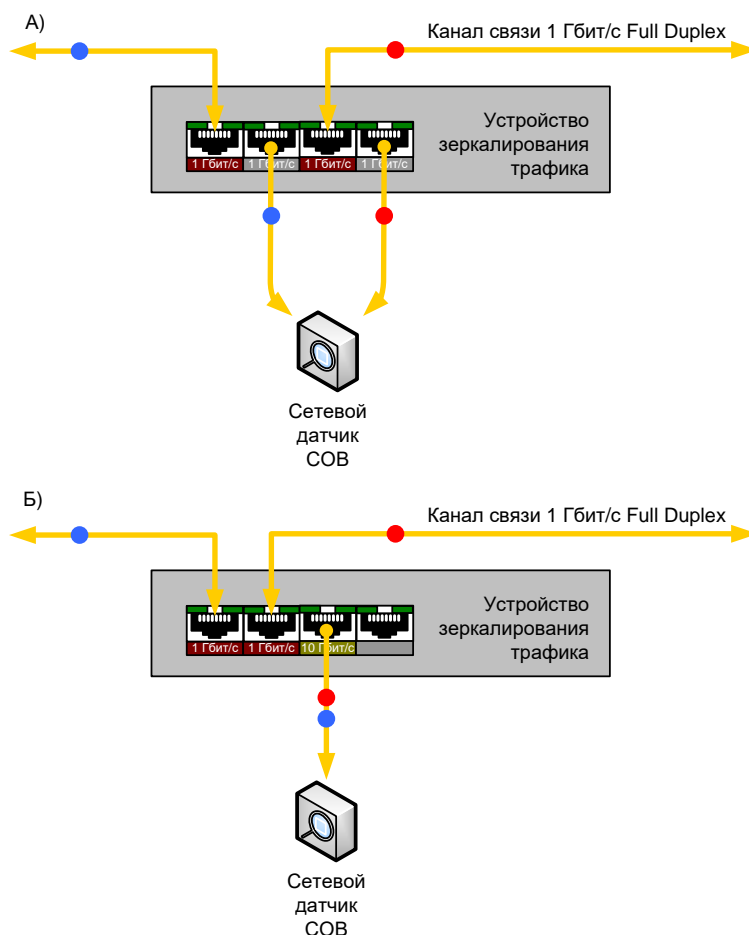 А)
Канал связи 1 Гбит/с Full Duplex
Устройство
зеркалирования
трафика
1 Гбит/с 1 Гбит/с 1 Гбит/с 1 Гбит/с
Сетевой
датчик
СОВ
Б)
Канал связи 1 Гбит/с Full Duplex
Устройство
зеркалирования
трафика
1 Гбит/с 1 Гбит/с 10 Гбит/с
Сетевой
датчик
СОВ